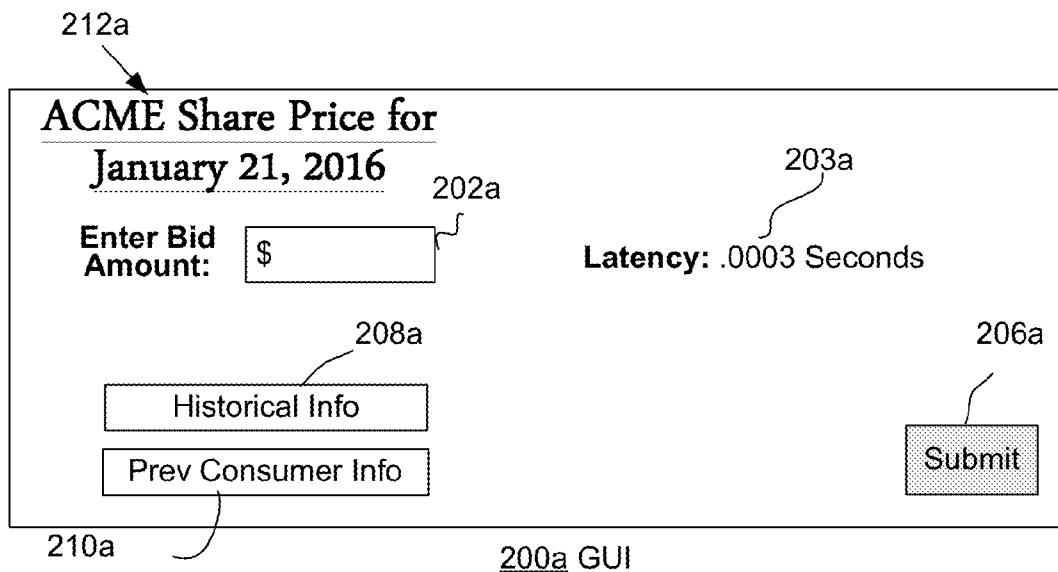 212a
ACME Share Price for
January 21, 2016
202a
203a
Enter Bid
Amount:
$
Latency: .0003 Seconds
208a
206a
Historical Info
Prev Consumer Info
Submit
210a
200a GUI